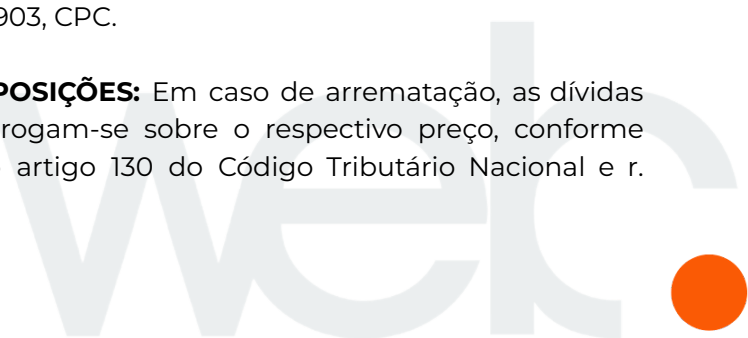 903, CPC.
POSIÇÕES: Em caso de arrematação, as dívidas
rogam-se sobre o respectivo preço, conforme
artigo 130 do Código Tributário Nacional e r.
web